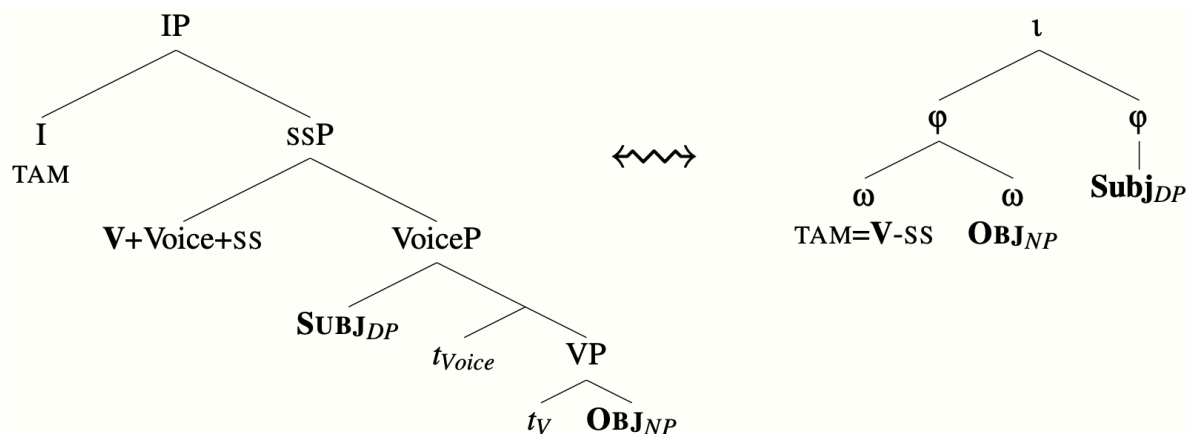 IP ι
I SSP φ φ
TAM ω ω Subj_DP
V+Voice+SS VoiceP TAM=V-SS OBJ_NP
SUBJ_DP t_Voice VP
t_V OBJ_NP